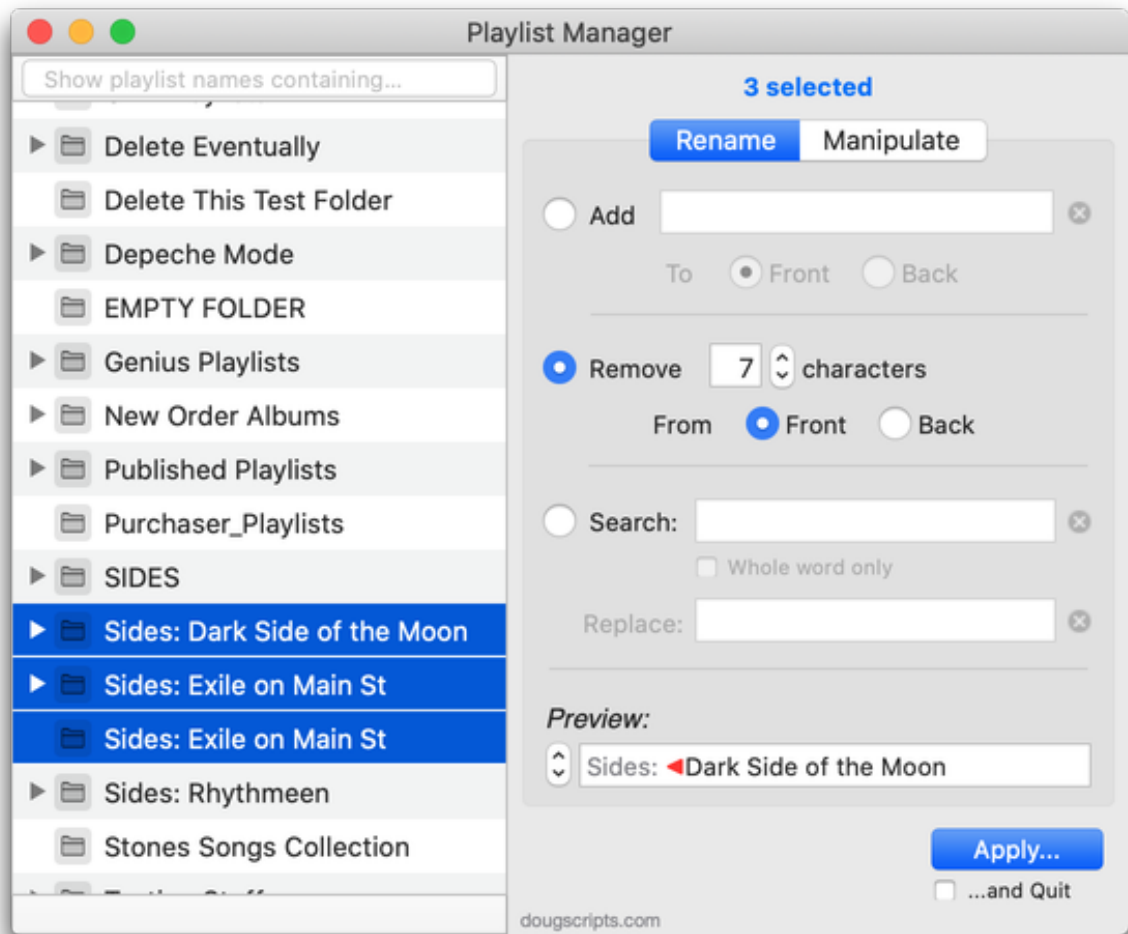 Playlist Manager
Show playlist names containing...
Delete Eventually
Delete This Test Folder
Depeche Mode
EMPTY FOLDER
Genius Playlists
New Order Albums
Published Playlists
Purchaser_Playlists
SIDES
Sides: Dark Side of the Moon
Sides: Exile on Main St
Sides: Exile on Main St
Sides: Rhythmeen
Stones Songs Collection
3 selected
Rename Manipulate
Add
To Front Back
Remove 7 characters
From Front Back
Search:
Whole word only
Replace:
Preview:
Sides: Dark Side of the Moon
Apply...
...and Quit
dougscripts.com